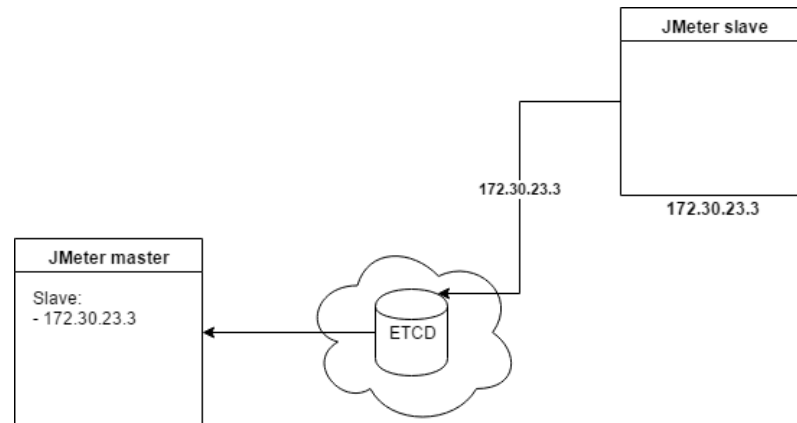 JMeter slave
172.30.23.3
172.30.23.3
JMeter master
Slave:
- 172.30.23.3
ETCD